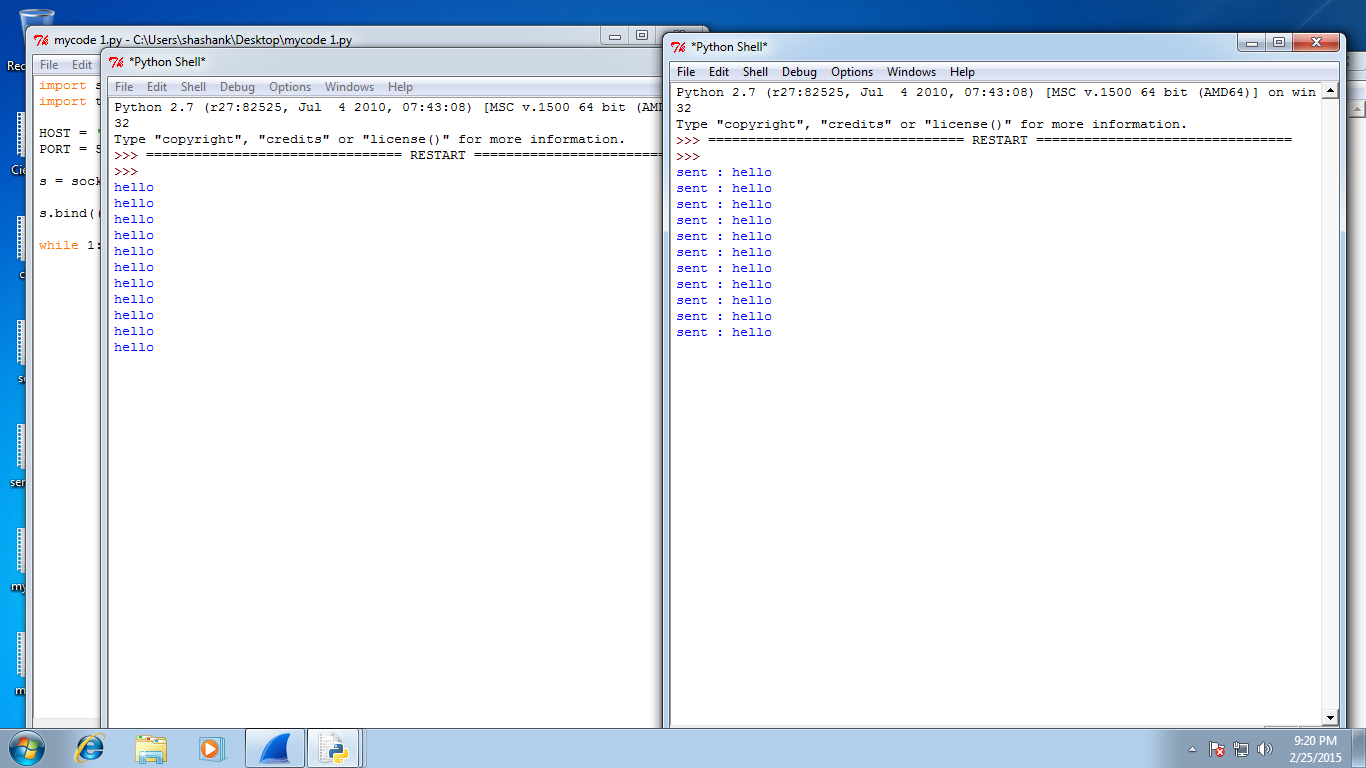 mycode 1.py - C:\Users\shashank\Desktop\mycode 1.py
File Edit
import s
import t
HOST = '
PORT = 5
s = sock
s.bind((
while 1:
*Python Shell*
File Edit Shell Debug Options Windows Help
Python 2.7 (r27:82525, Jul  4 2010, 07:43:08) [MSC v.1500 64 bit (AMD
32
Type "copyright", "credits" or "license()" for more information.
>>> ================================ RESTART ========================
>>>
hello
hello
hello
hello
hello
hello
hello
hello
hello
hello
hello
*Python Shell*
File Edit Shell Debug Options Windows Help
Python 2.7 (r27:82525, Jul  4 2010, 07:43:08) [MSC v.1500 64 bit (AMD64)] on win
32
Type "copyright", "credits" or "license()" for more information.
>>> ================================ RESTART ================================
>>>
sent : hello
sent : hello
sent : hello
sent : hello
sent : hello
sent : hello
sent : hello
sent : hello
sent : hello
sent : hello
sent : hello
Rec
Cie
c
se
ser
my
m
9:20 PM
2/25/2015